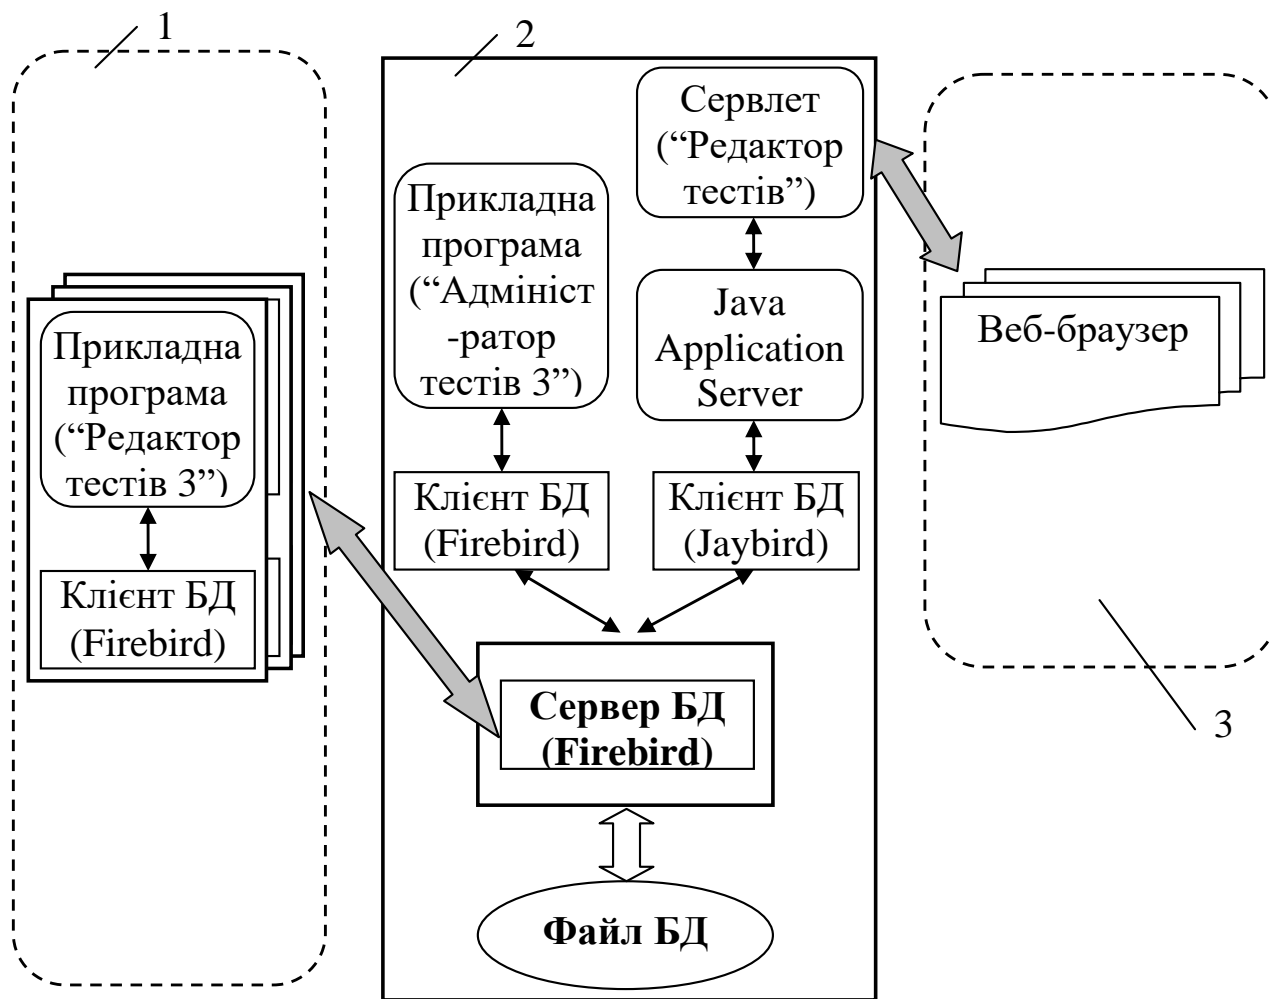 1
2
3
Прикладна
програма
(“Редактор
тестів 3”)
Клієнт БД
(Firebird)
Прикладна
програма
(“Адмініст
-ратор
тестів 3”)
Клієнт БД
(Firebird)
Сервлет
(“Редактор
тестів”)
Java
Application
Server
Клієнт БД
(Jaybird)
Сервер БД
(Firebird)
Файл БД
Веб-браузер